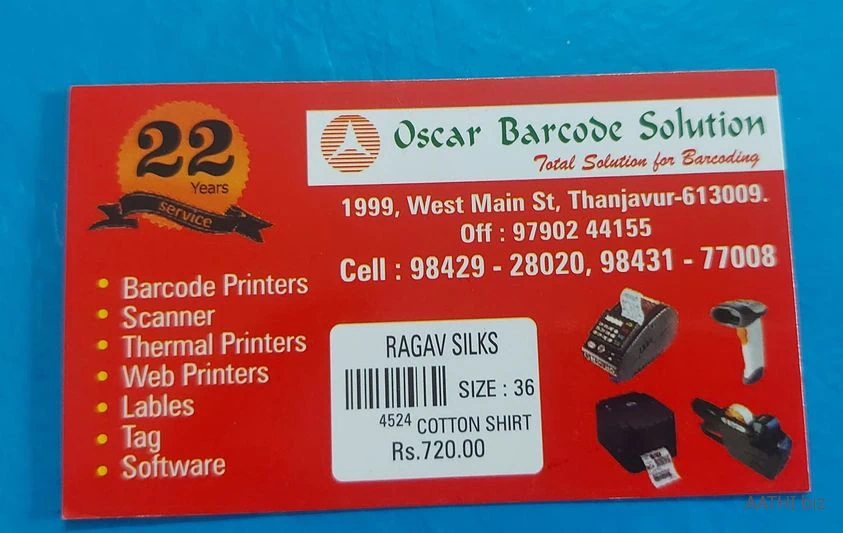 22
Years
service
Oscar Barcode Solution
Total Solution for Barcoding
1999, West Main St, Thanjavur-613009.
Off : 97902 44155
Cell : 98429 - 28020, 98431 - 77008
• Barcode Printers
• Scanner
• Thermal Printers
• Web Printers
• Lables
• Tag
• Software
RAGAV SILKS
SIZE : 36
4524 COTTON SHIRT
Rs.720.00